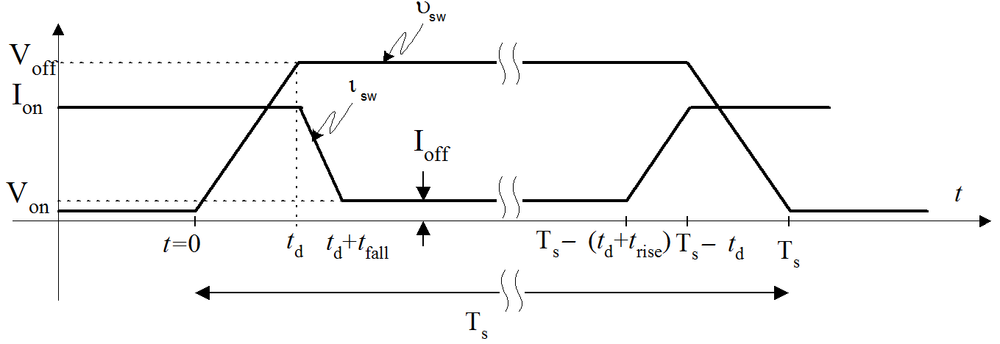 υsw
Voff
Ion
ιsw
Ioff
Von
t
t=0
td
td+tfall
Ts− (td+trise)
Ts− td
Ts
Ts